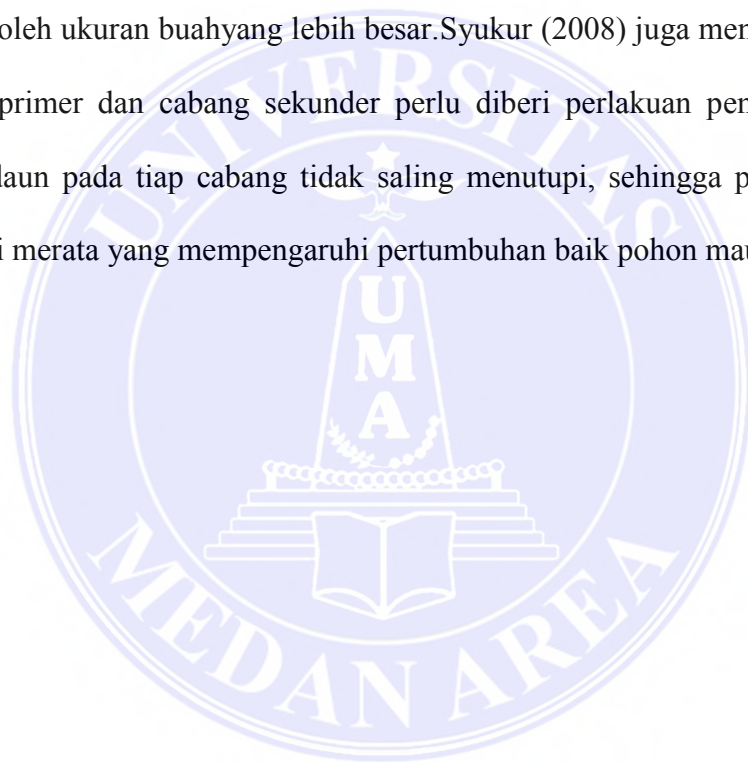 oleh ukuran buahyang lebih besar.Syukur (2008) juga men
primer dan cabang sekunder perlu diberi perlakuan pen
daun pada tiap cabang tidak saling menutupi, sehingga p
i merata yang mempengaruhi pertumbuhan baik pohon mau
UNIVERSITAS
U
M
A
MEDAN AREA